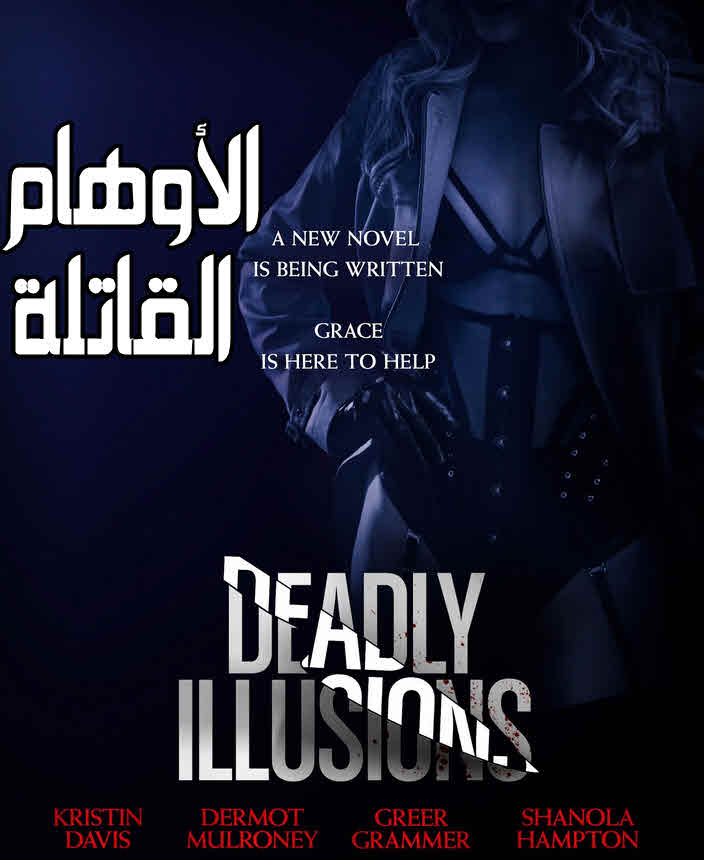 الأوهام
القاتلة
A NEW NOVEL
IS BEING WRITTEN
GRACE
IS HERE TO HELP
DEADLY
ILLUSIONS
KRISTIN DAVIS
DERMOT MULRONEY
GREER GRAMMER
SHANOLA HAMPTON